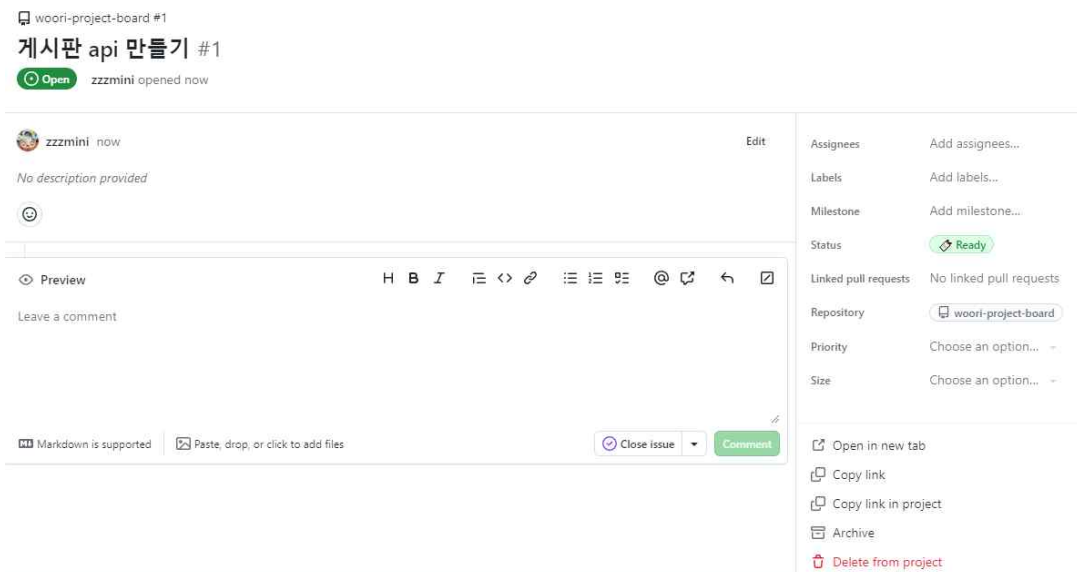 woori-project-board #1
게시판 api 만들기 #1
Open zzzmini opened now
zzzmini now Edit
No description provided
Preview
Leave a comment
Markdown is supported Paste, drop, or click to add files Close issue Comment
Assignees Add assignees...
Labels Add labels...
Milestone Add milestone...
Status Ready
Linked pull requests No linked pull requests
Repository woori-project-board
Priority Choose an option...
Size Choose an option...
Open in new tab
Copy link
Copy link in project
Archive
Delete from project